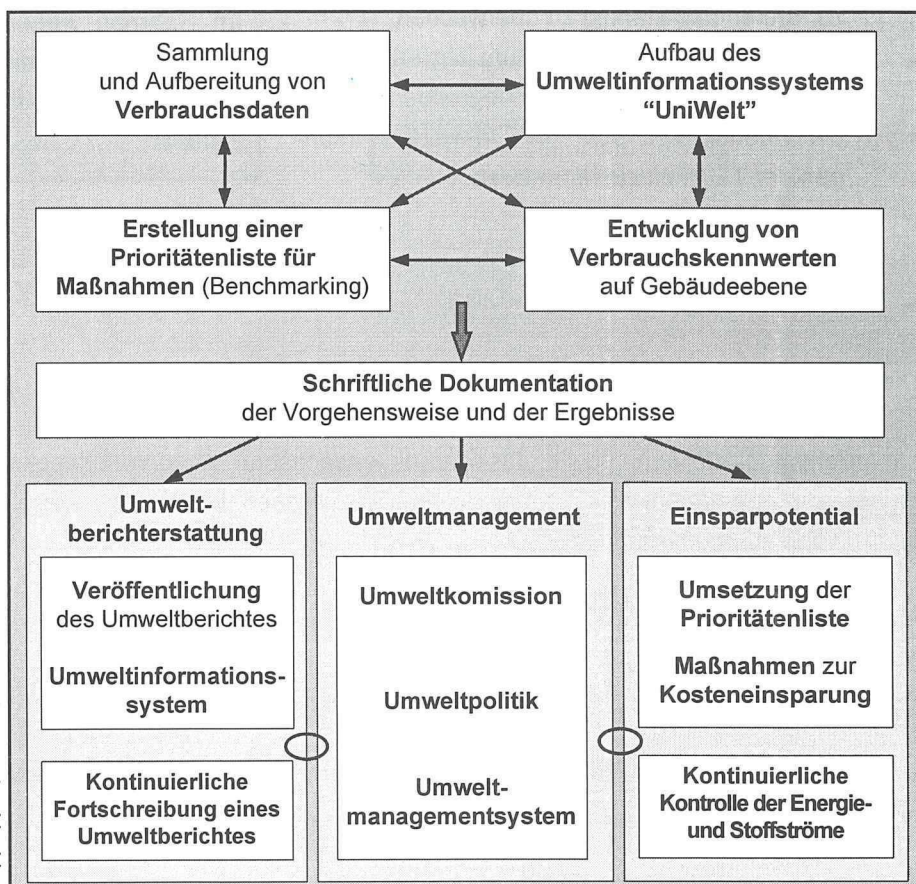 Sammlung
und Aufbereitung von
Verbrauchsdaten
Aufbau des
Umweltinformationssystems
“UniWelt”
Erstellung einer
Prioritätenliste für
Maßnahmen (Benchmarking)
Entwicklung von
Verbrauchskennwerten
auf Gebäudeebene
Schriftliche Dokumentation
der Vorgehensweise und der Ergebnisse
Umwelt-
berichterstattung
Veröffentlichung
des Umweltberichtes
Umweltinformations-
system
Kontinuierliche
Fortschreibung eines
Umweltberichtes
Umweltmanagement
Umweltkomission
Umweltpolitik
Umwelt-
managementsystem
Einsparpotential
Umsetzung der
Prioritätenliste
Maßnahmen zur
Kosteneinsparung
Kontinuierliche
Kontrolle der Energie-
und Stoffströme